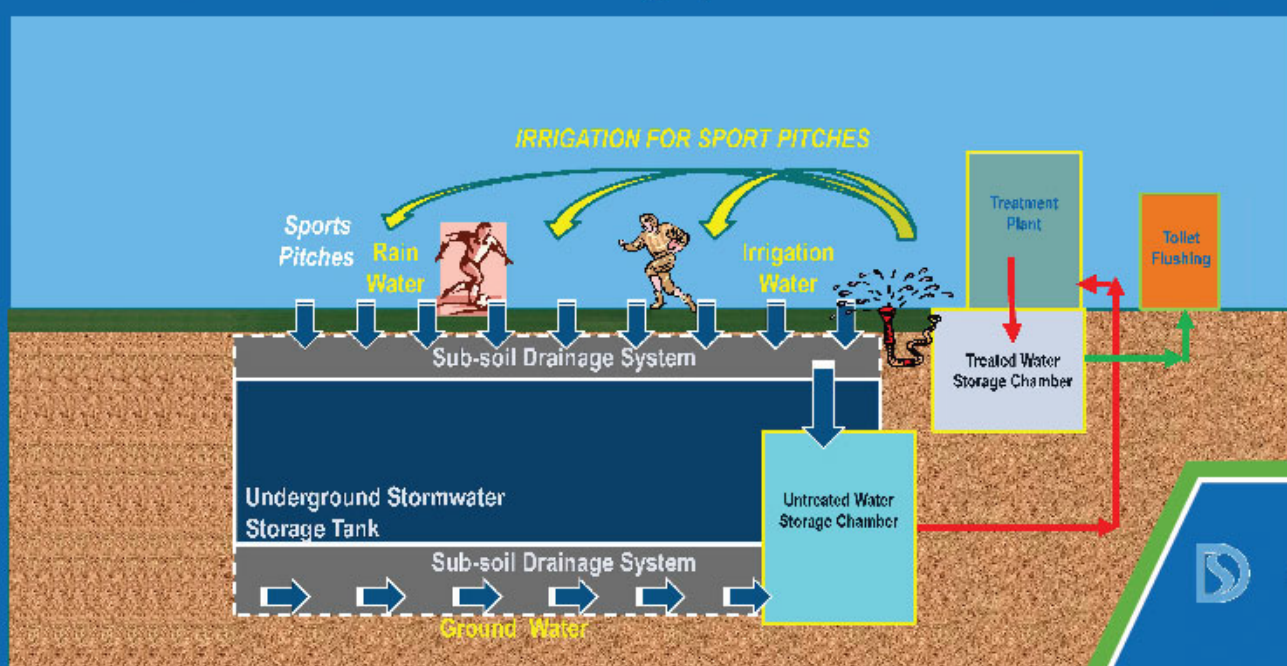 IRRIGATION FOR SPORT PITCHES
Sports
Pitches
Rain
Water
Irrigation
Water
Treatment
Plant
Toilet
Flushing
Sub-soil Drainage System
Treated Water
Storage Chamber
Underground Stormwater
Storage Tank
Untreated Water
Storage Chamber
Sub-soil Drainage System
Ground Water